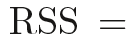 RSS =